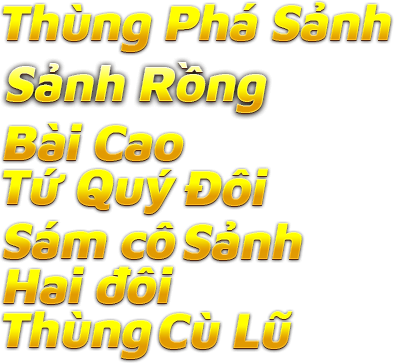 Thùng Phá Sảnh
Sảnh Rồng
Bài Cao
Tứ Quý Đôi
Sám cô Sảnh
Hai đôi
Thùng Cù Lũ